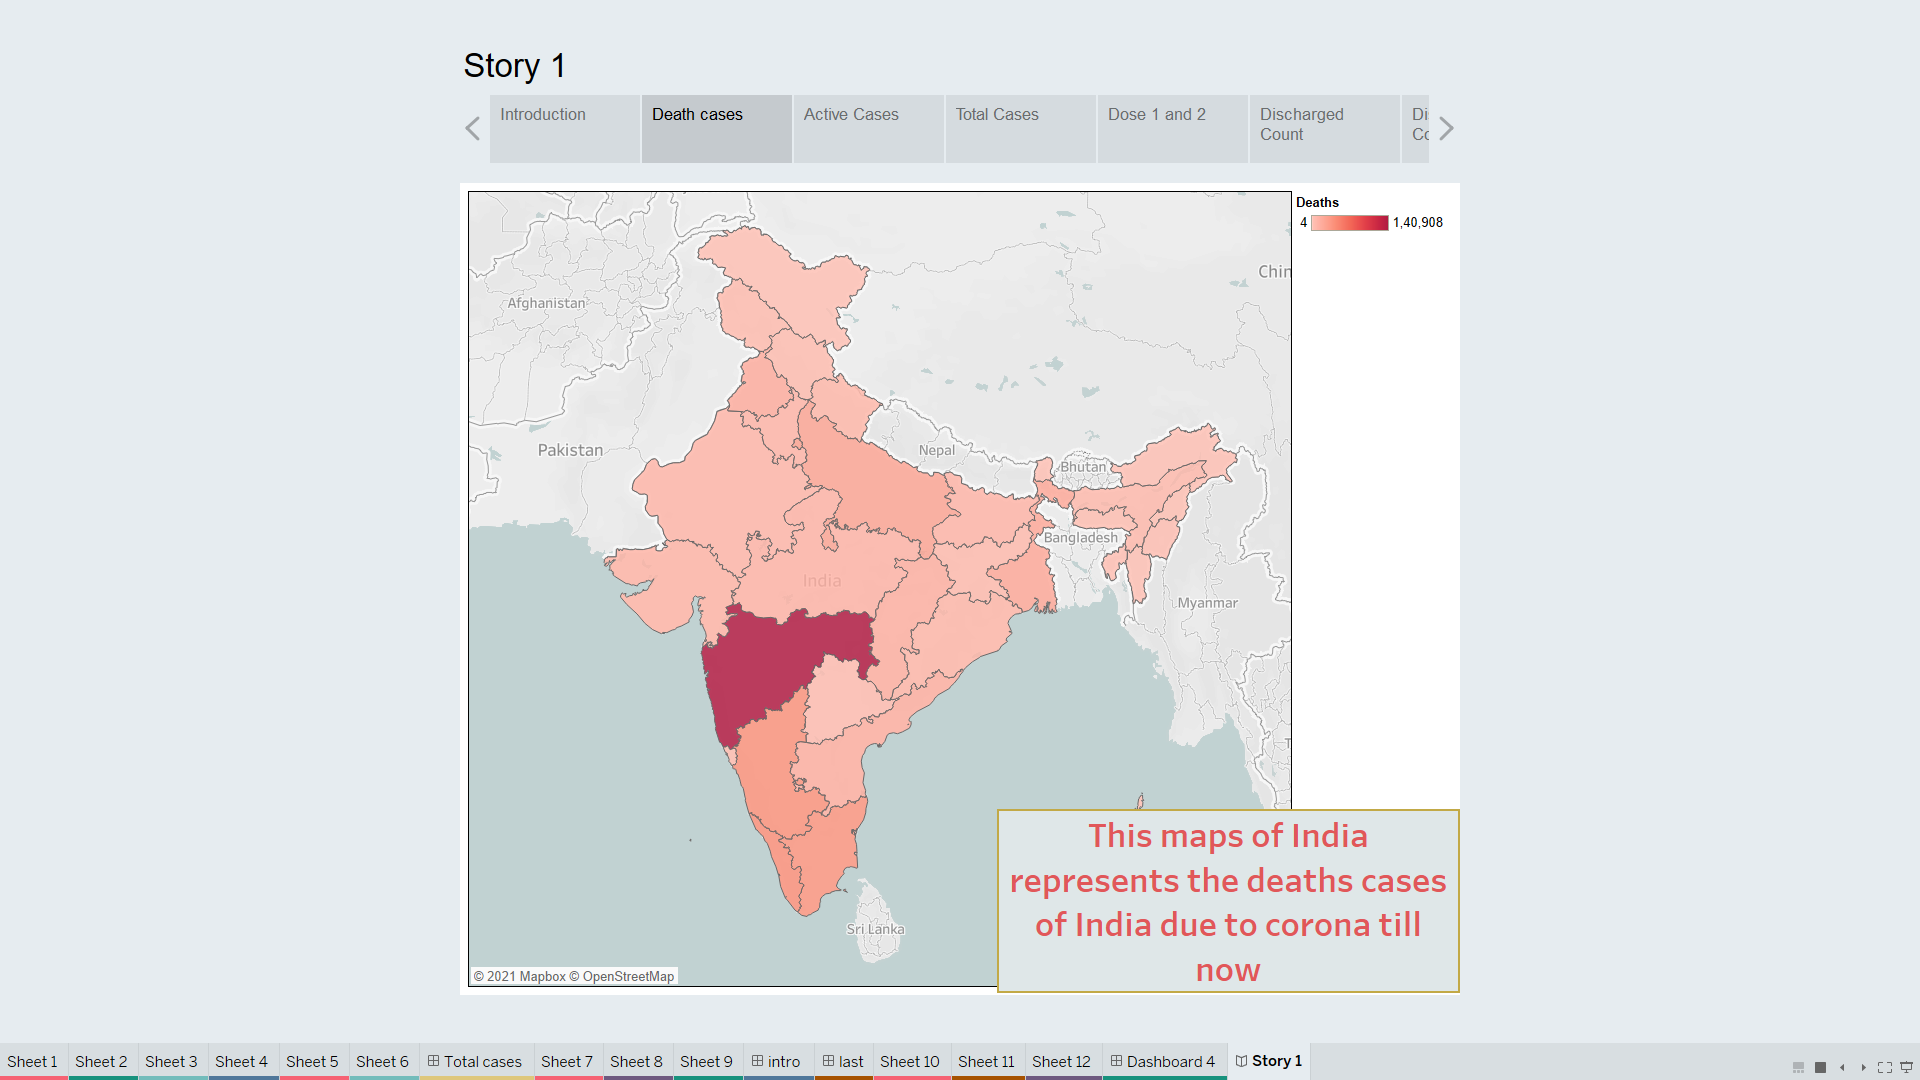 Story 1
Introduction
Death cases
Active Cases
Total Cases
Dose 1 and 2
Discharged
Count
Deaths
4
1,40,908
Afghanistan
Pakistan
Nepal
Bhutan
Bangladesh
India
Myanmar
Sri Lanka
This maps of India
represents the deaths cases
of India due to corona till
now
© 2021 Mapbox © OpenStreetMap
Sheet 1
Sheet 2
Sheet 3
Sheet 4
Sheet 5
Sheet 6
Total cases
Sheet 7
Sheet 8
Sheet 9
intro
last
Sheet 10
Sheet 11
Sheet 12
Dashboard 4
Story 1